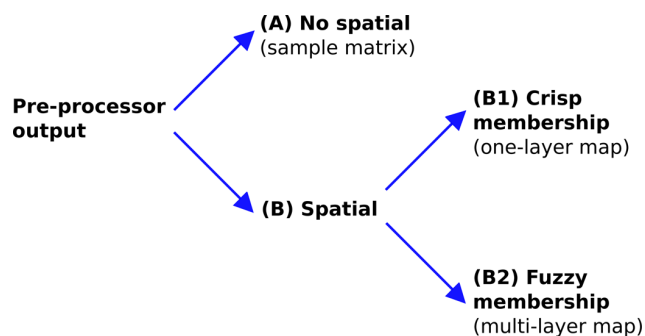 (A) No spatial
(sample matrix)
Pre-processor
output
(B) Spatial
(B1) Crisp
membership
(one-layer map)
(B2) Fuzzy
membership
(multi-layer map)